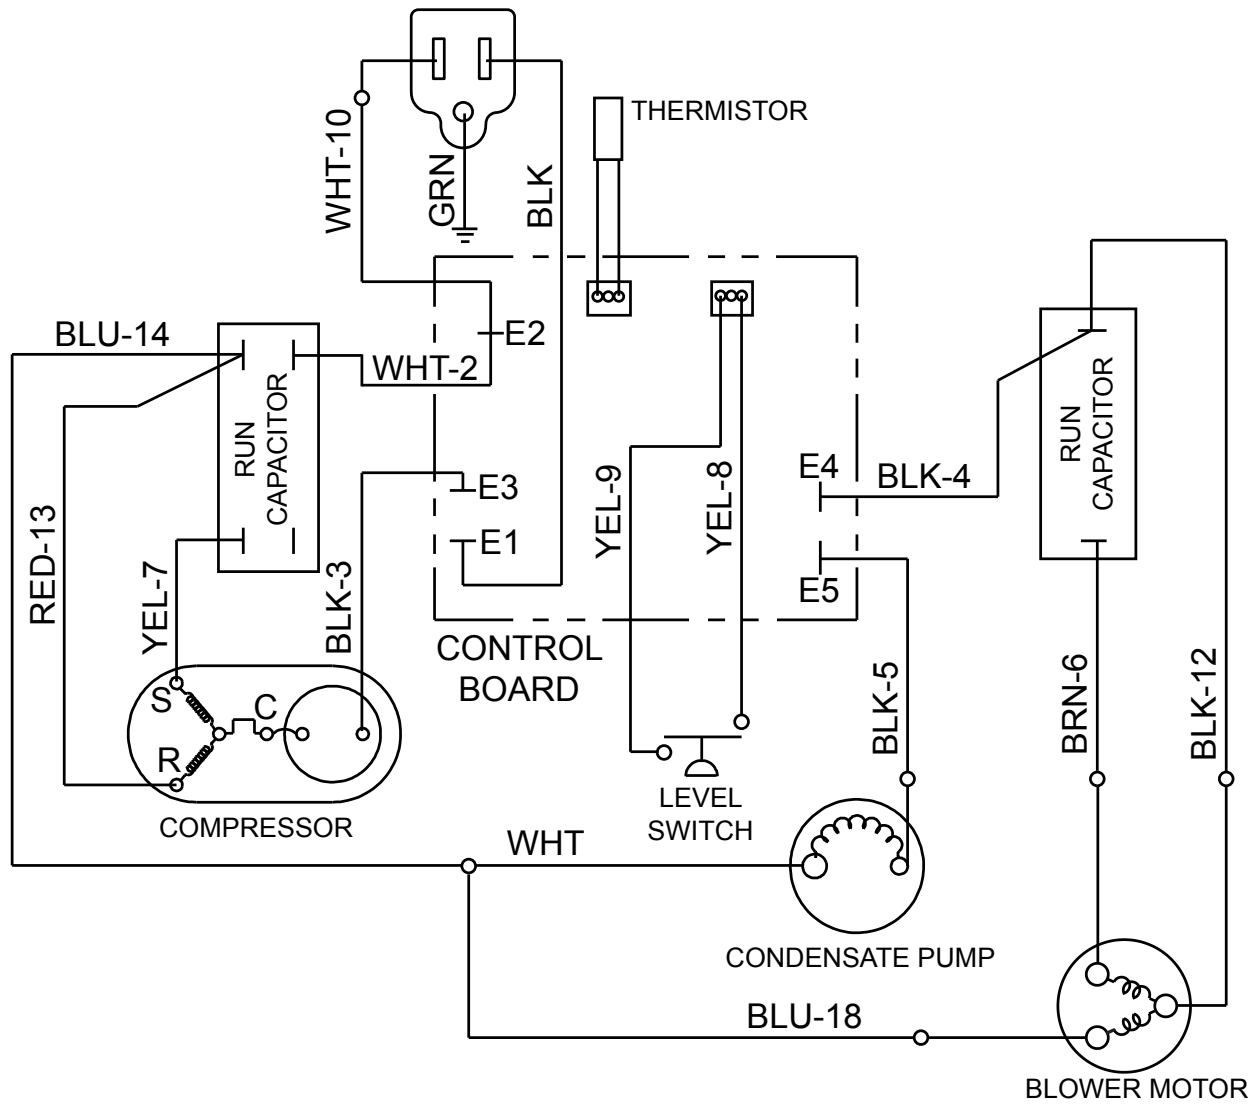 THERMISTOR
WHT-10
GRN
BLK
BLU-14
E2
WHT-2
RUN
CAPACITOR
RUN
CAPACITOR
E4
BLK-4
E3
E1
E5
YEL-9
YEL-8
RED-13
YEL-7
BLK-3
CONTROL
BOARD
BLK-5
BRN-6
BLK-12
S
C
R
COMPRESSOR
LEVEL
SWITCH
WHT
CONDENSATE PUMP
BLU-18
BLOWER MOTOR